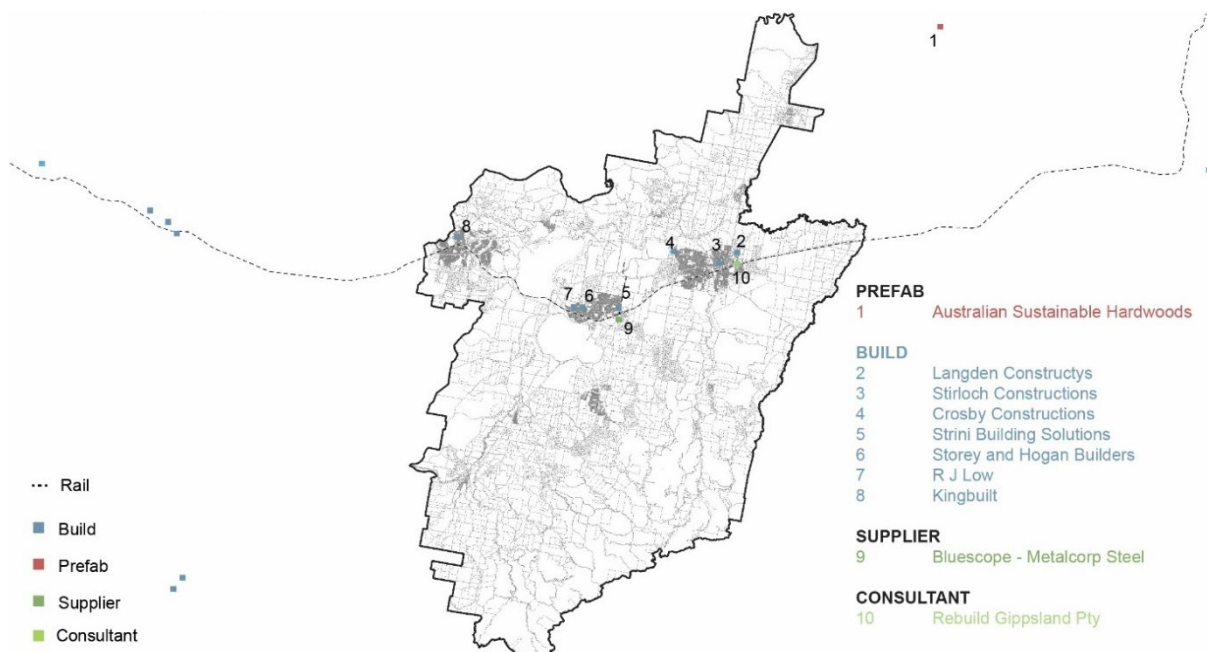 1
8
4
3
2
10
7
6
5
9
PREFAB
1 Australian Sustainable Hardwoods
BUILD
2 Langden Constructys
3 Stirloch Constructions
4 Crosby Constructions
5 Strini Building Solutions
6 Storey and Hogan Builders
7 R J Low
8 Kingbuilt
SUPPLIER
9 Bluescope - Metalcorp Steel
CONSULTANT
10 Rebuild Gippsland Pty
Rail
Build
Prefab
Supplier
Consultant